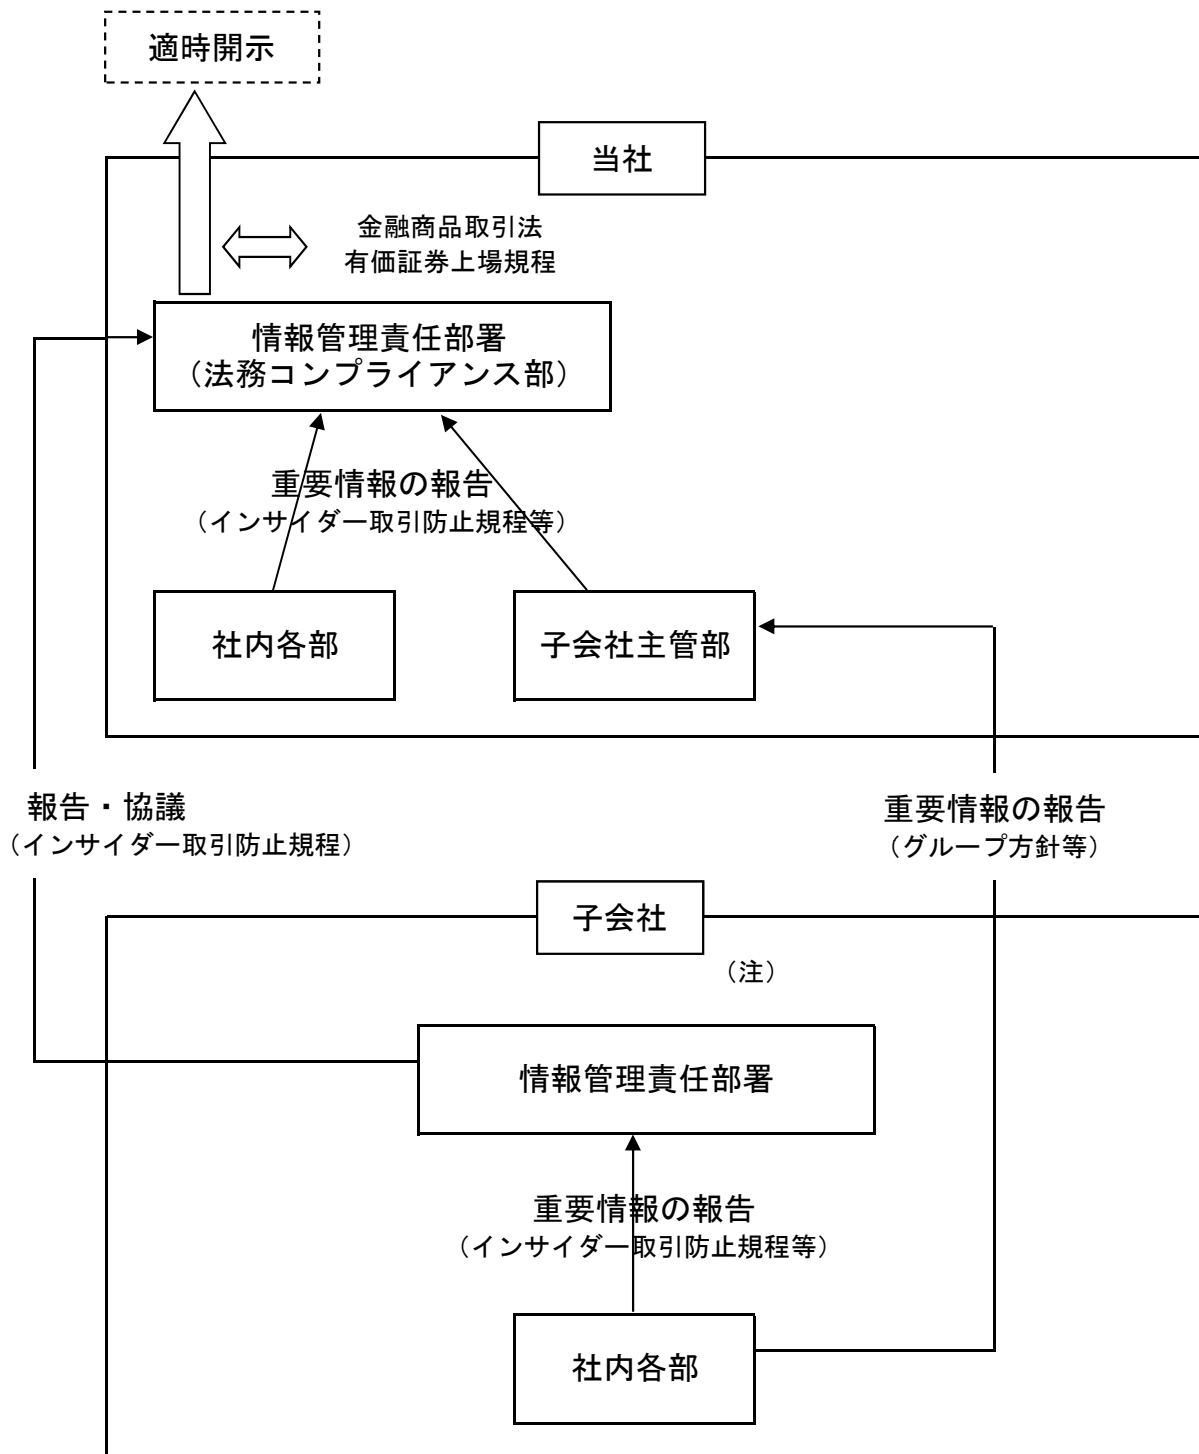 適時開示
当社
金融商品取引法
有価証券上場規程
情報管理責任部署
（法務コンプライアンス部）
重要情報の報告
（インサイダー取引防止規程等）
社内各部
子会社主管部
報告・協議
（インサイダー取引防止規程）
重要情報の報告
（グループ方針等）
子会社
（注）
情報管理責任部署
重要情報の報告
（インサイダー取引防止規程等）
社内各部